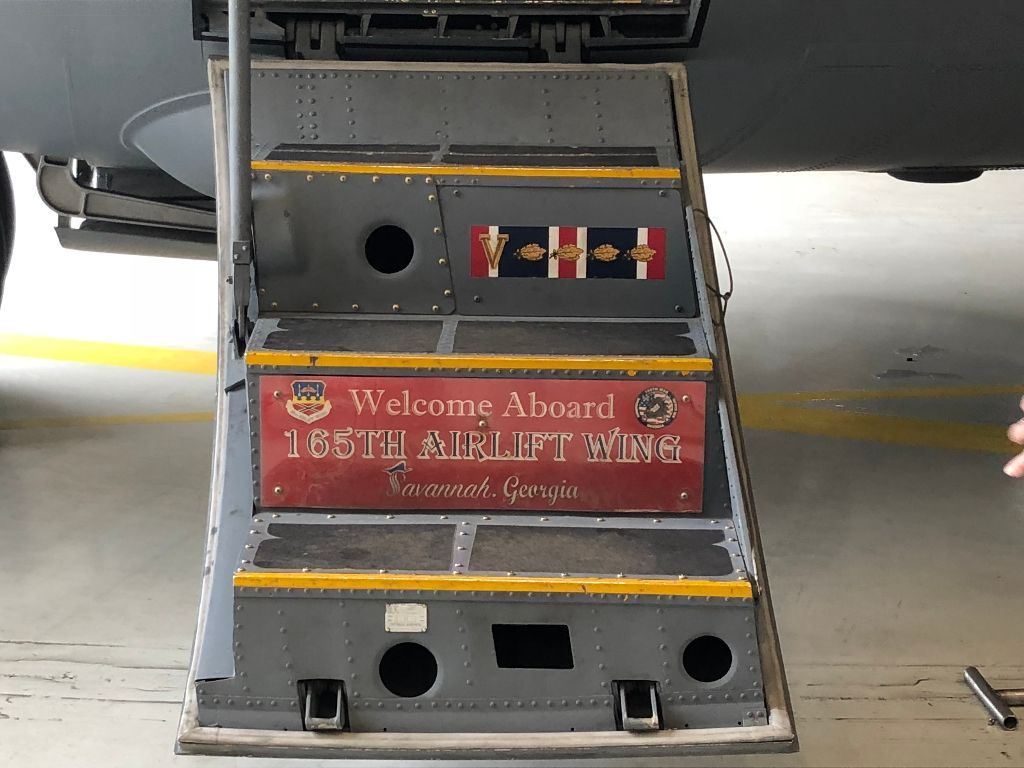 V
Welcome Aboard
165TH AIRLIFT WING
Savannah, Georgia